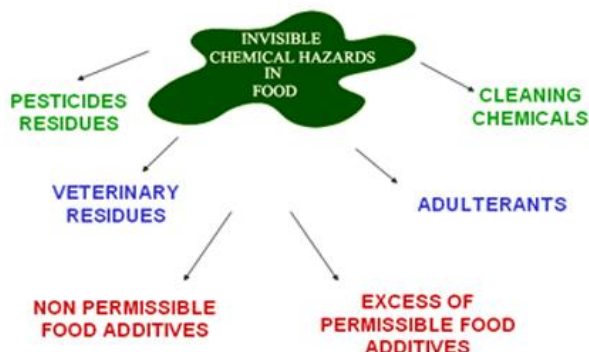 INVISIBLE
CHEMICAL HAZARDS
IN
FOOD
PESTICIDES
RESIDUES
CLEANING
CHEMICALS
VETERINARY
RESIDUES
ADULTERANTS
NON PERMISSIBLE
FOOD ADDITIVES
EXCESS OF
PERMISSIBLE FOOD
ADDITIVES